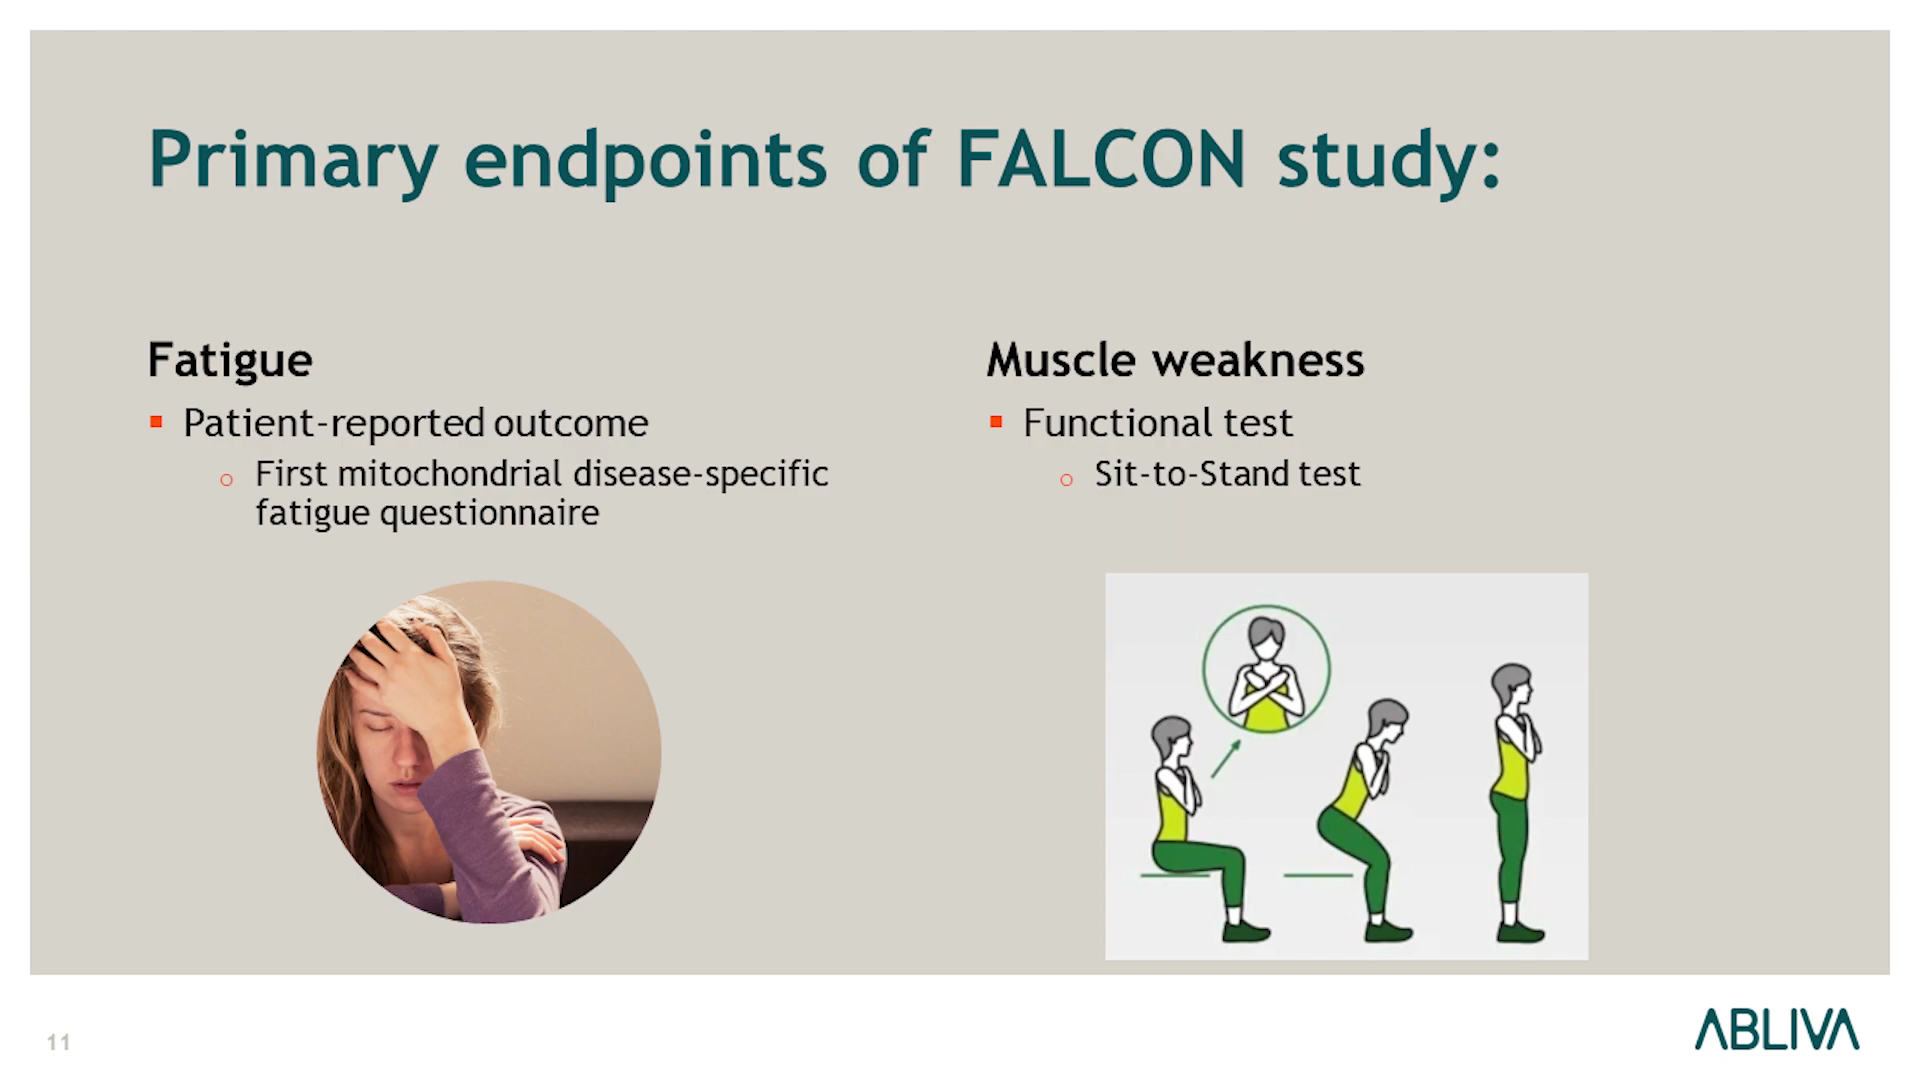 Primary endpoints of FALCON study:
Fatigue
▪ Patient-reported outcome
○ First mitochondrial disease-specific
fatigue questionnaire
Muscle weakness
▪ Functional test
○ Sit-to-Stand test
11
ABLIVA